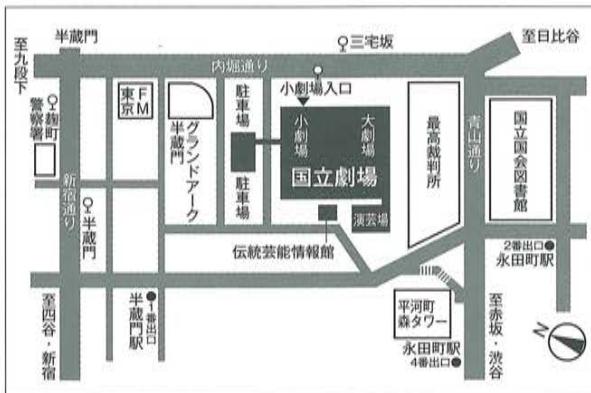 半蔵門
三宅坂
至日比谷
至九段下
内堀通り
小劇場入口
麹町
警察署
FM
東京
グランドアーク
半蔵門
駐車場
駐車場
小劇場
大劇場
国立劇場
演芸場
最高裁判所
青山通り
国立国会図書館
新宿通り
半蔵門
伝統芸能情報館
2番出口
永田町駅
至四谷・新宿
1番出口
半蔵門駅
平河町
森タワー
永田町駅
4番出口
至赤坂・渋谷
N